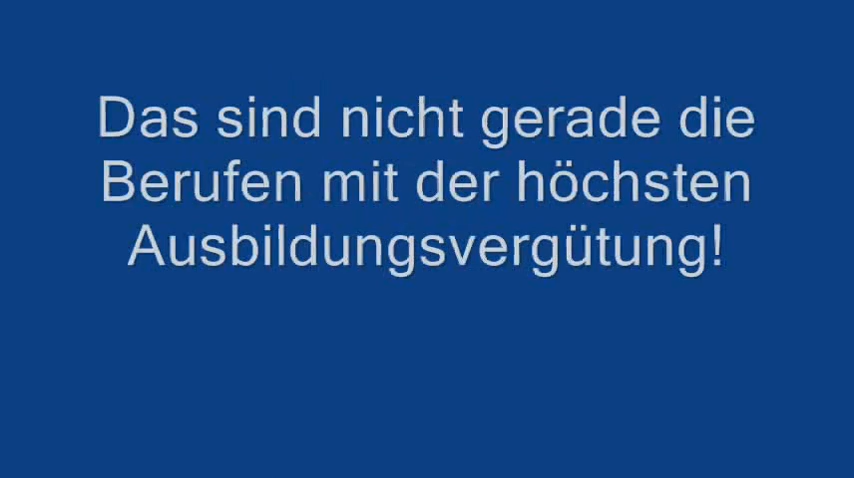 Das sind nicht gerade die
Berufen mit der höchsten
Ausbildungsvergütung!